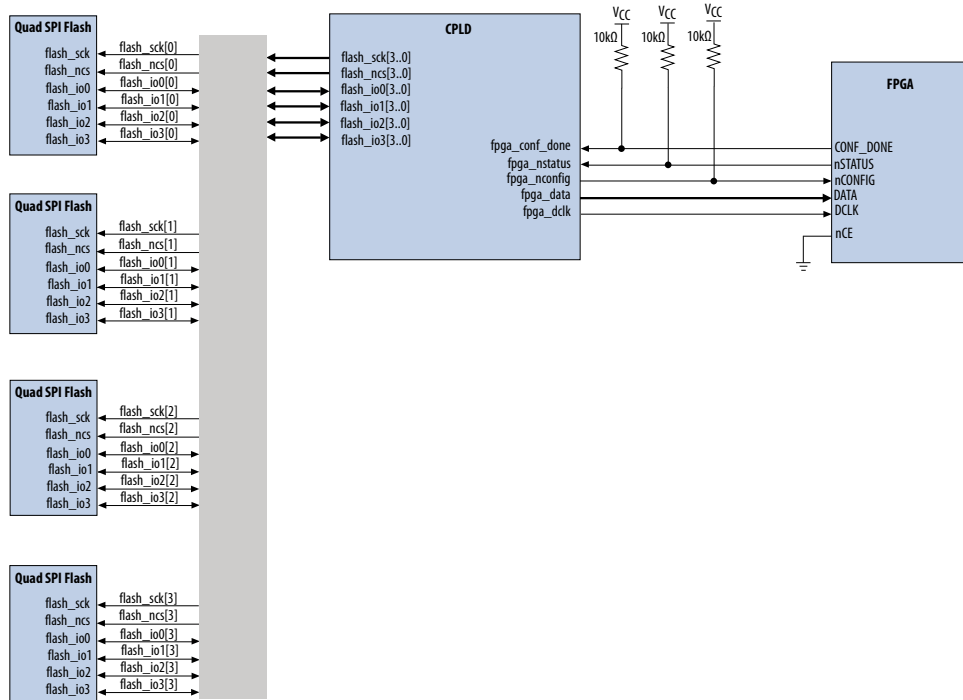 Quad SPI Flash
flash_sck
flash_ncs
flash_io0
flash_io1
flash_io2
flash_io3
flash_sck[0]
flash_ncs[0]
flash_io0[0]
flash_io1[0]
flash_io2[0]
flash_io3[0]
Quad SPI Flash
flash_sck
flash_ncs
flash_io0
flash_io1
flash_io2
flash_io3
flash_sck[1]
flash_ncs[1]
flash_io0[1]
flash_io1[1]
flash_io2[1]
flash_io3[1]
Quad SPI Flash
flash_sck
flash_ncs
flash_io0
flash_io1
flash_io2
flash_io3
flash_sck[2]
flash_ncs[2]
flash_io0[2]
flash_io1[2]
flash_io2[2]
flash_io3[2]
Quad SPI Flash
flash_sck
flash_ncs
flash_io0
flash_io1
flash_io2
flash_io3
flash_sck[3]
flash_ncs[3]
flash_io0[3]
flash_io1[3]
flash_io2[3]
flash_io3[3]
CPLD
flash_sck[3..0]
flash_ncs[3..0]
flash_io0[3..0]
flash_io1[3..0]
flash_io2[3..0]
flash_io3[3..0]
fpga_conf_done
fpga_nstatus
fpga_nconfig
fpga_data
fpga_dclk
VCC
10kΩ
VCC
10kΩ
VCC
10kΩ
FPGA
CONF_DONE
nSTATUS
nCONFIG
DATA
DCLK
nCE